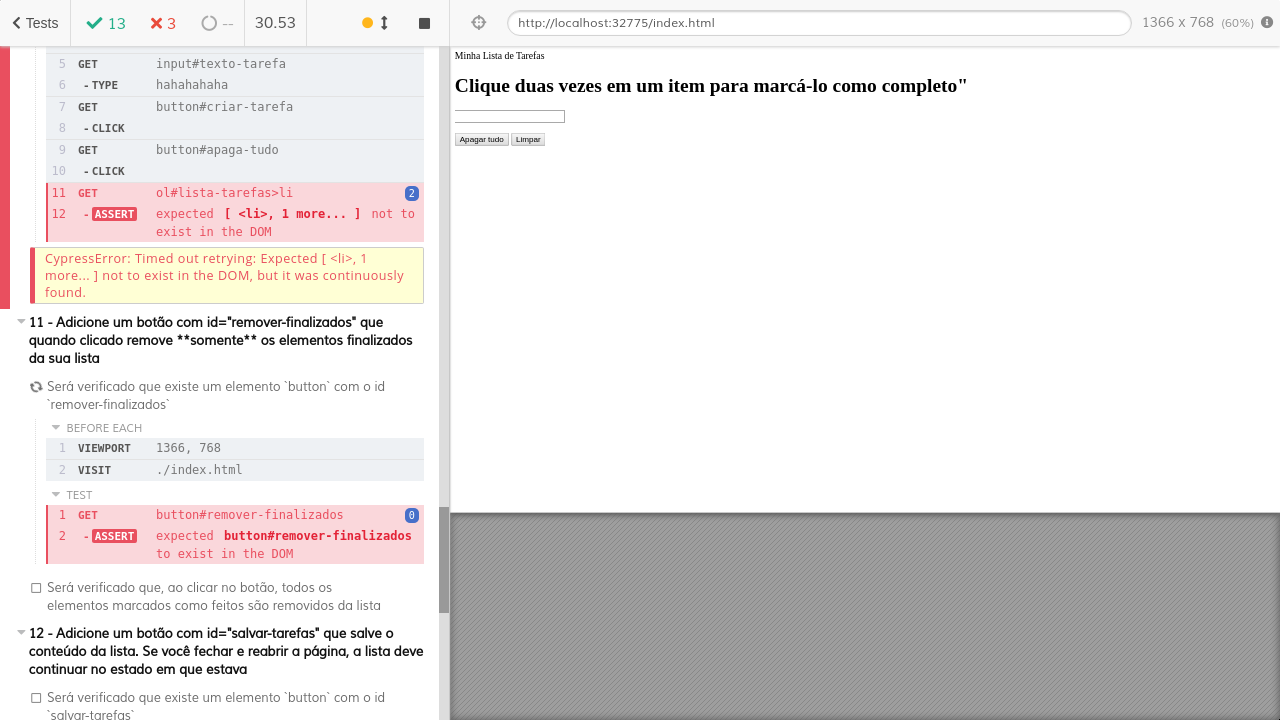 Tests 13 3 -- 30.53
http://localhost:32775/index.html 1366 x 768 (60%)
5 GET input#texto-tarefa
6 - TYPE hahahahaha
7 GET button#criar-tarefa
8 - CLICK
9 GET button#apaga-tudo
10 - CLICK
11 GET ol#lista-tarefas>li 2
12 - ASSERT expected [ <li>, 1 more... ] not to
exist in the DOM
CypressError: Timed out retrying: Expected [ <li>, 1
more... ] not to exist in the DOM, but it was continuously
found.
11 - Adicione um botão com id="remover-finalizados" que
quando clicado remove **somente** os elementos finalizados
da sua lista
Será verificado que existe um elemento `button` com o id
`remover-finalizados`
BEFORE EACH
1 VIEWPORT 1366, 768
2 VISIT ./index.html
TEST
1 GET button#remover-finalizados 0
2 - ASSERT expected button#remover-finalizados
to exist in the DOM
Será verificado que, ao clicar no botão, todos os
elementos marcados como feitos são removidos da lista
12 - Adicione um botão com id="salvar-tarefas" que salve o
conteúdo da lista. Se você fechar e reabrir a página, a lista deve
continuar no estado em que estava
Será verificado que existe um elemento `button` com o id
`salvar-tarefas`
Minha Lista de Tarefas
Clique duas vezes em um item para marcá-lo como completo"
Apagar tudo Limpar